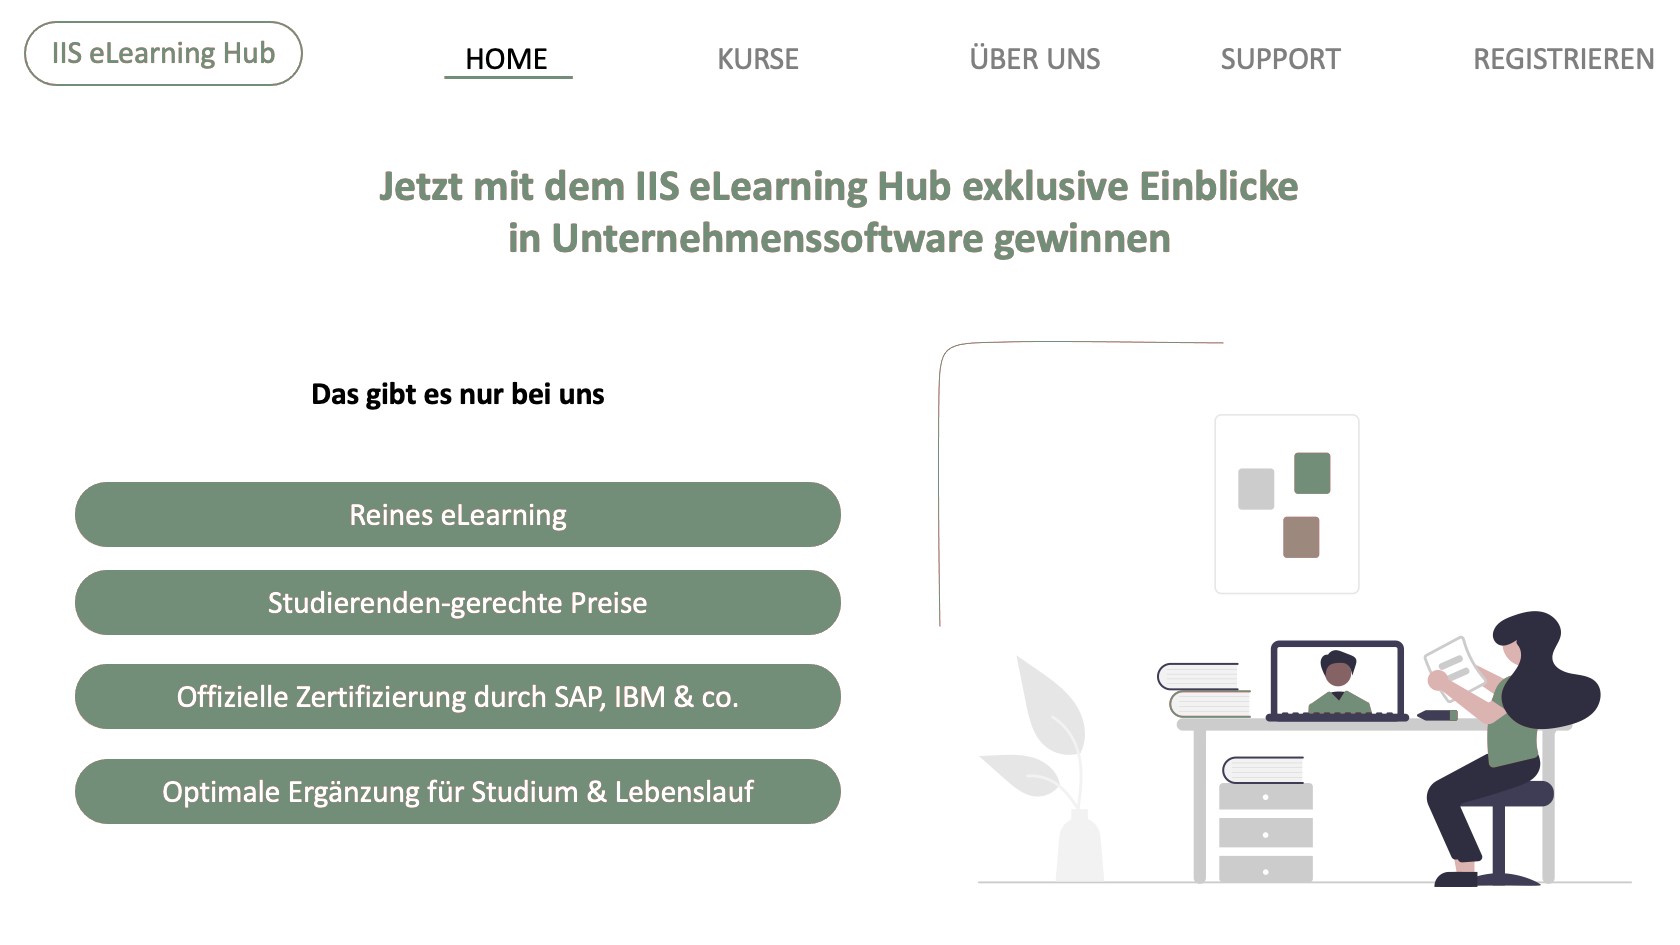 IIS eLearning Hub
HOME
KURSE
ÜBER UNS
SUPPORT
REGISTRIEREN
Jetzt mit dem IIS eLearning Hub exklusive Einblicke
in Unternehmenssoftware gewinnen
Das gibt es nur bei uns
Reines eLearning
Studierenden-gerechte Preise
Offizielle Zertifizierung durch SAP, IBM & co.
Optimale Ergänzung für Studium & Lebenslauf